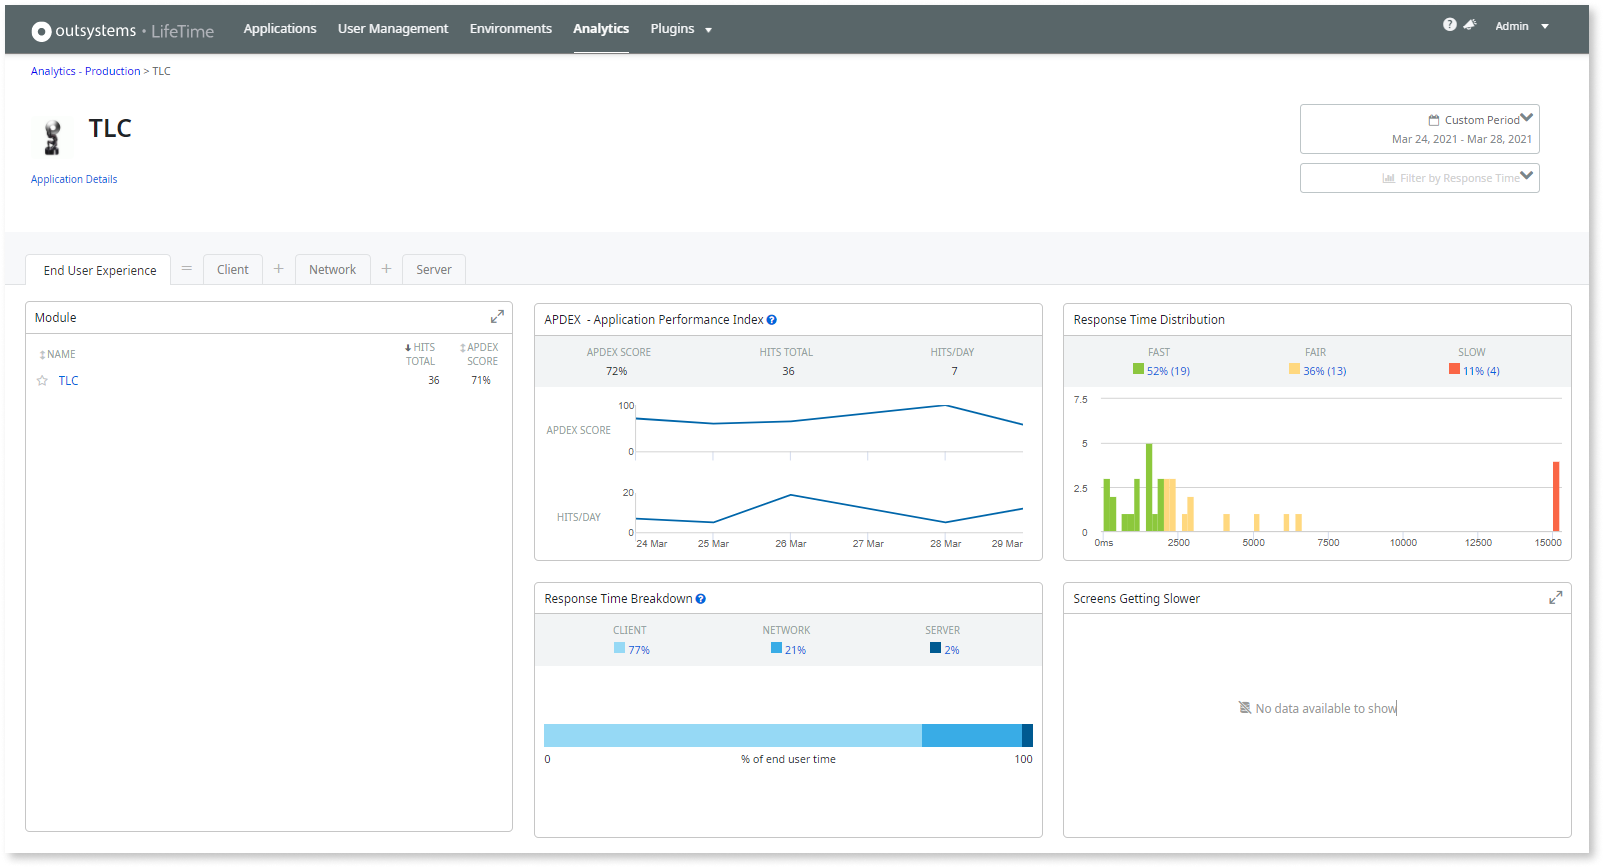 outsystems • LifeTime
Applications
User Management
Environments
Analytics
Plugins
?
Admin
Analytics - Production > TLC
TLC
Application Details
Custom Period
Mar 24, 2021 - Mar 28, 2021
Filter by Response Time
End User Experience
=
Client
+
Network
+
Server
Module
NAME
HITS
TOTAL
APDEX
SCORE
TLC
36
71%
APDEX - Application Performance Index ?
APDEX SCORE
HITS TOTAL
HITS/DAY
72%
36
7
100
APDEX SCORE
0
20
HITS/DAY
0
24 Mar
25 Mar
26 Mar
27 Mar
28 Mar
29 Mar
Response Time Distribution
FAST
FAIR
SLOW
52% (19)
36% (13)
11% (4)
7.5
5
2.5
0
0ms
2500
5000
7500
10000
12500
15000
Response Time Breakdown ?
CLIENT
NETWORK
SERVER
77%
21%
2%
0
% of end user time
100
Screens Getting Slower
No data available to show